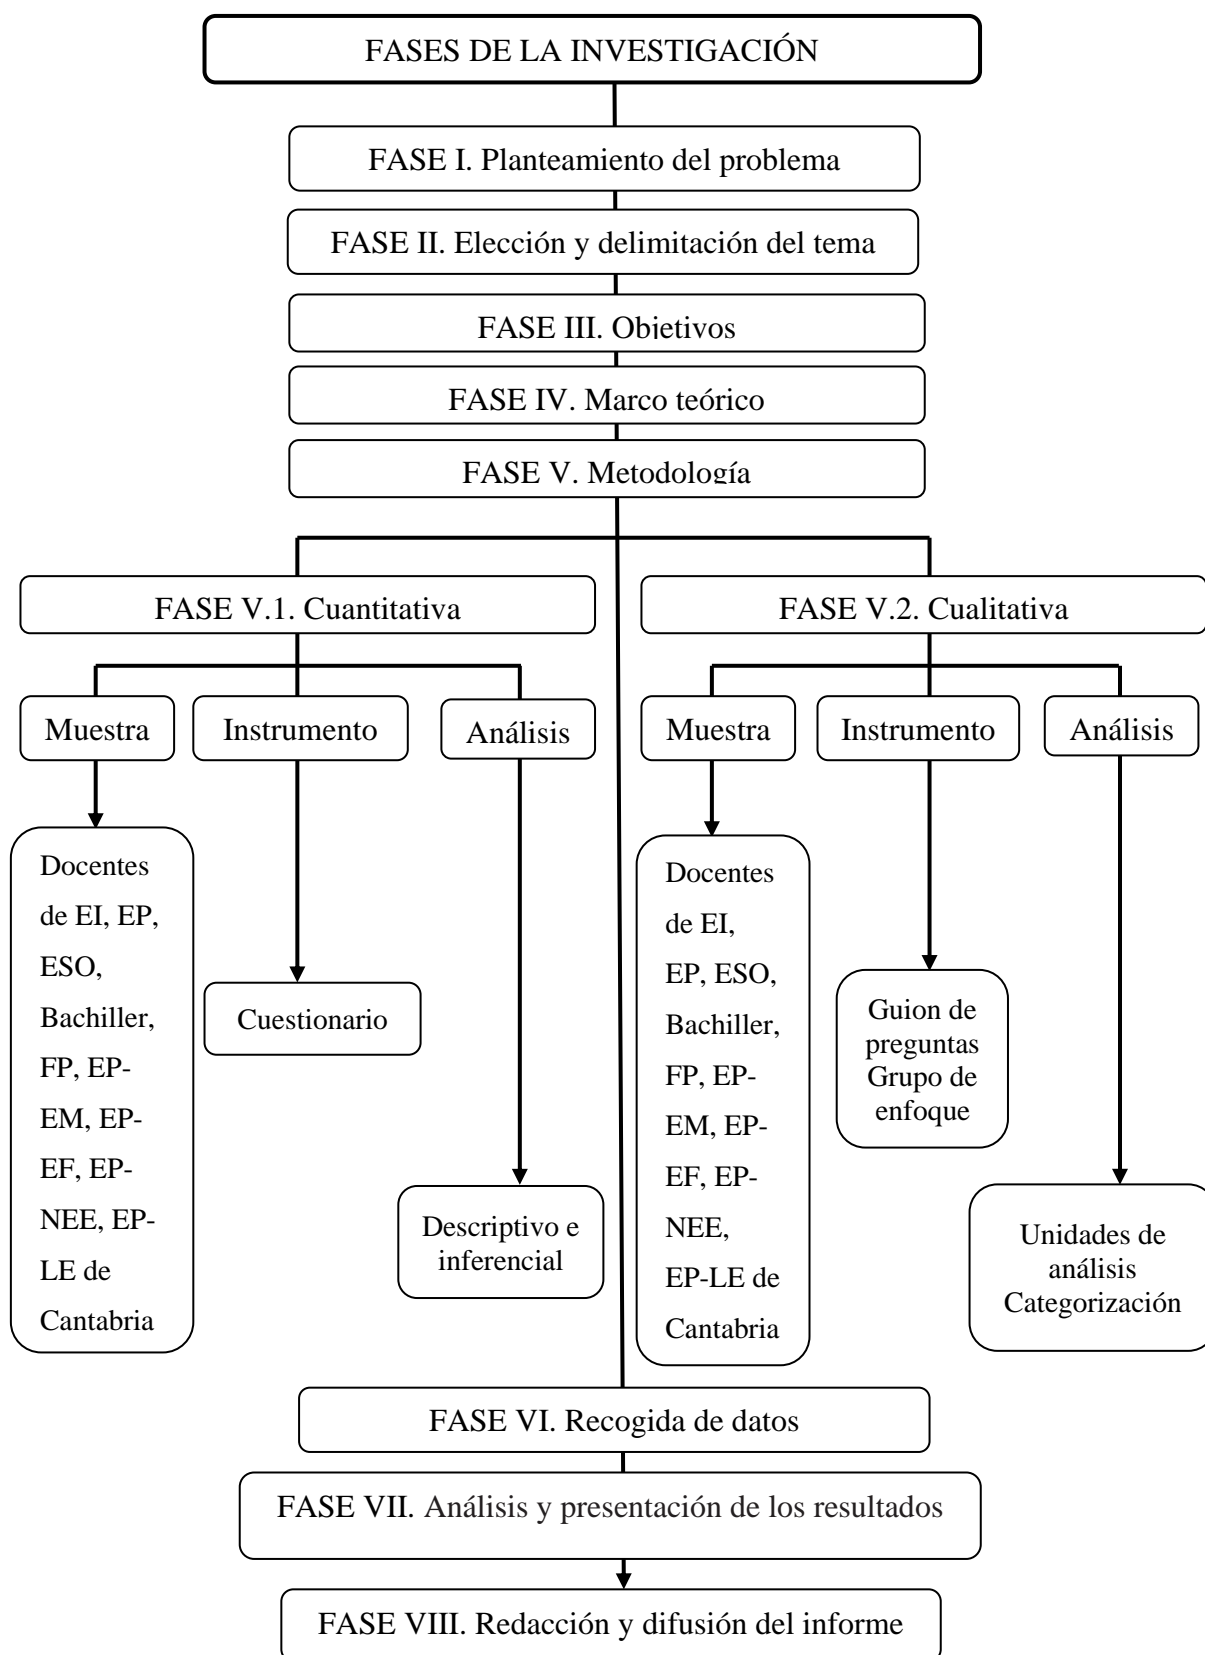 FASES DE LA INVESTIGACIÓN
FASE I. Planteamiento del problema
FASE II. Elección y delimitación del tema
FASE III. Objetivos
FASE IV. Marco teórico
FASE V. Metodología
FASE V.1. Cuantitativa
FASE V.2. Cualitativa
Muestra
Instrumento
Análisis
Muestra
Instrumento
Análisis
Docentes
de EI, EP,
ESO,
Bachiller,
FP, EP-
EM, EP-
EF, EP-
NEE, EP-
LE de
Cantabria
Cuestionario
Descriptivo e
inferencial
Docentes
de EI,
EP, ESO,
Bachiller,
FP, EP-
EM, EP-
EF, EP-
NEE,
EP-LE de
Cantabria
Guion de
preguntas
Grupo de
enfoque
Unidades de
análisis
Categorización
FASE VI. Recogida de datos
FASE VII. Análisis y presentación de los resultados
FASE VIII. Redacción y difusión del informe